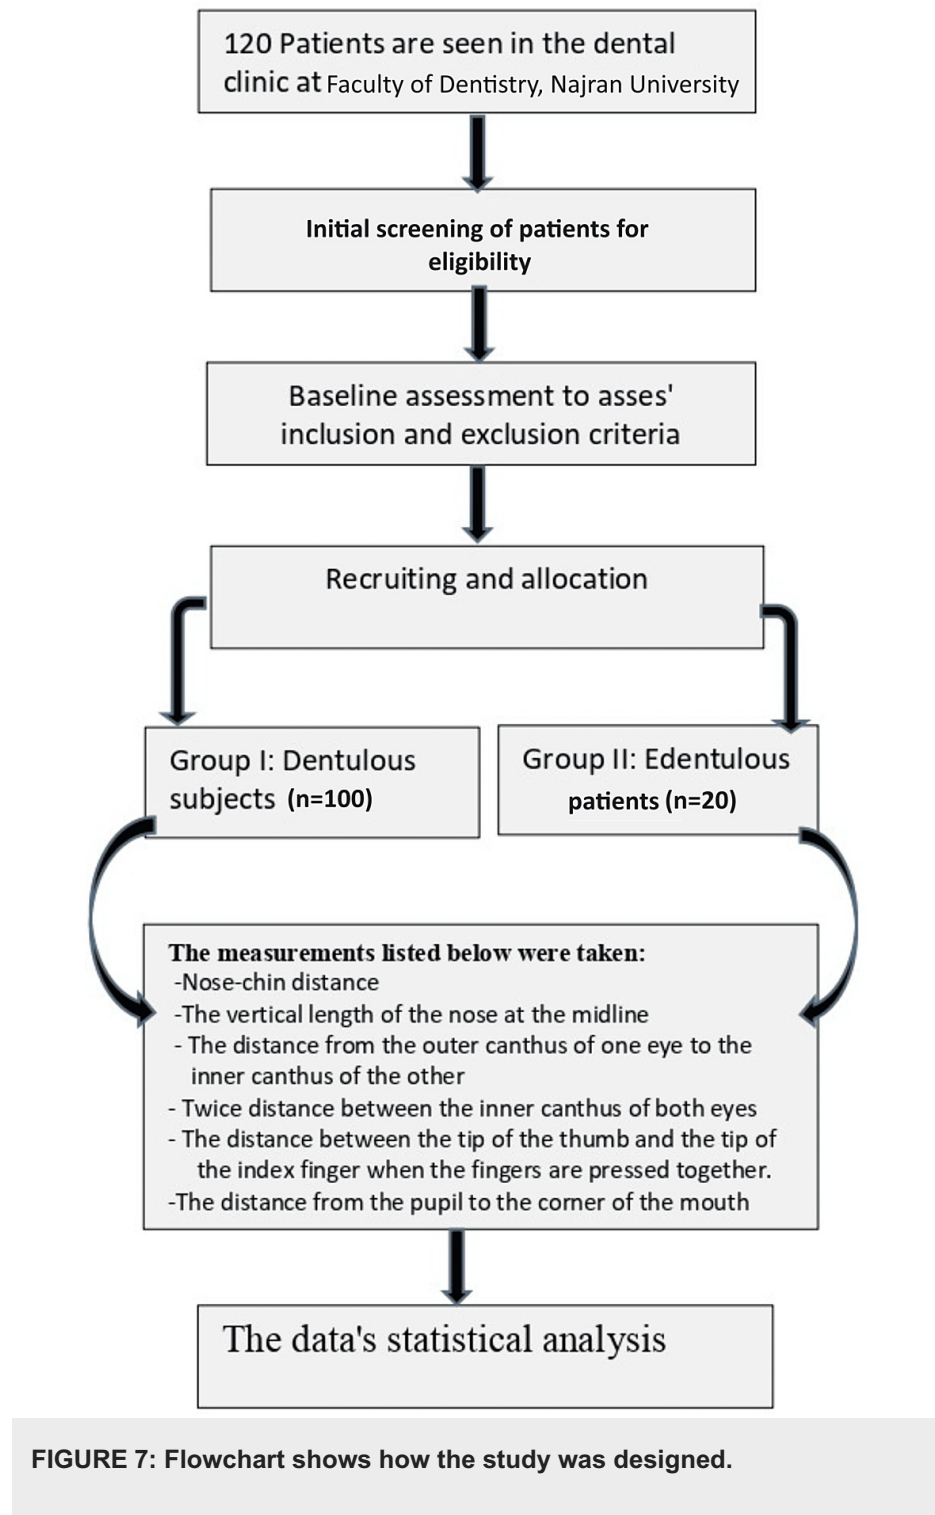 120 Patients are seen in the dental
clinic at Faculty of Dentistry, Najran University
Initial screening of patients for
eligibility
Baseline assessment to asses'
inclusion and exclusion criteria
Recruiting and allocation
Group I: Dentulous
subjects (n=100)
Group II: Edentulous
patients (n=20)
The measurements listed below were taken:
-Nose-chin distance
-The vertical length of the nose at the midline
- The distance from the outer canthus of one eye to the
inner canthus of the other
- Twice distance between the inner canthus of both eyes
- The distance between the tip of the thumb and the tip of
the index finger when the fingers are pressed together.
-The distance from the pupil to the corner of the mouth
The data's statistical analysis
FIGURE 7: Flowchart shows how the study was designed.